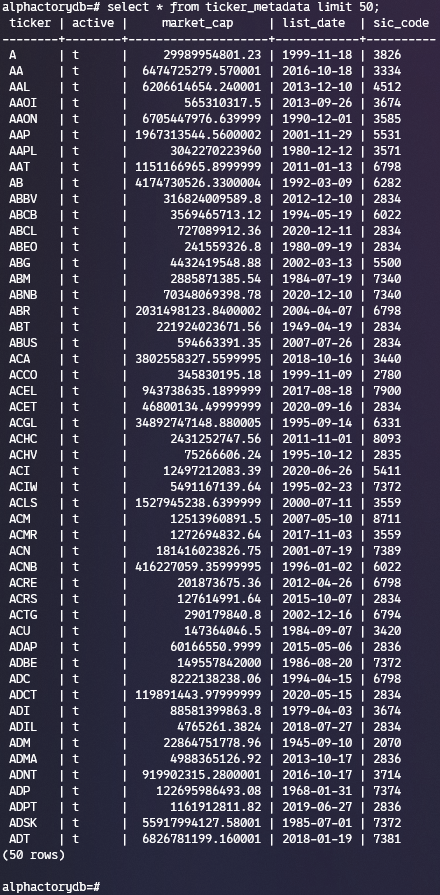 alphactorydb=# select * from ticker_metadata limit 50;
 ticker | active |     market_cap     | list_date  | sic_code
--------+--------+--------------------+------------+----------
 A      | t      |     29989954801.23 | 1999-11-18 | 3826
 AA     | t      |  6474725279.570001 | 2016-10-18 | 3334
 AAL    | t      |  6206614654.240001 | 2013-12-10 | 4512
 AAOI   | t      |        565310317.5 | 2013-09-26 | 3674
 AAON   | t      |  6705447976.639999 | 1990-12-01 | 3585
 AAP    | t      | 1967313544.5600002 | 2001-11-29 | 5531
 AAPL   | t      |      3042270223960 | 1980-12-12 | 3571
 AAT    | t      | 1151166965.8999999 | 2011-01-13 | 6798
 AB     | t      | 4174730526.3300004 | 1992-03-09 | 6282
 ABBV   | t      |     316824009589.8 | 2012-12-10 | 2834
 ABCB   | t      |      3569465713.12 | 1994-05-19 | 6022
 ABCL   | t      |       727089912.36 | 2020-12-11 | 2834
 ABEO   | t      |        241559326.8 | 1980-09-19 | 2834
 ABG    | t      |      4432419548.88 | 2002-03-13 | 5500
 ABM    | t      |      2885871385.54 | 1984-07-19 | 7340
 ABNB   | t      |     70348069398.78 | 2020-12-10 | 7340
 ABR    | t      | 2031498123.8400002 | 2004-04-07 | 6798
 ABT    | t      |    221924023671.56 | 1949-04-19 | 2834
 ABUS   | t      |       594663391.35 | 2007-07-26 | 2834
 ACA    | t      | 3802558327.5599995 | 2018-10-16 | 3440
 ACCO   | t      |       345830195.18 | 1999-11-09 | 2780
 ACEL   | t      |  943738635.1899999 | 2017-08-18 | 7900
 ACET   | t      |  46800134.49999999 | 2020-09-16 | 2834
 ACGL   | t      | 34892747148.880005 | 1995-09-14 | 6331
 ACHC   | t      |      2431252747.56 | 2011-11-01 | 8093
 ACHV   | t      |        75266606.24 | 1995-10-12 | 2835
 ACI    | t      |     12497212083.39 | 2020-06-26 | 5411
 ACIW   | t      |      5491167139.64 | 1995-02-23 | 7372
 ACLS   | t      | 1527945238.6399999 | 2000-07-11 | 3559
 ACM    | t      |      12513960891.5 | 2007-05-10 | 8711
 ACMR   | t      |      1272694832.64 | 2017-11-03 | 3559
 ACN    | t      |    181416023826.75 | 2001-07-19 | 7389
 ACNB   | t      | 416227059.35999995 | 1996-01-02 | 6022
 ACRE   | t      |       201873675.36 | 2012-04-26 | 6798
 ACRS   | t      |       127614991.64 | 2015-10-07 | 2834
 ACTG   | t      |        290179840.8 | 2002-12-16 | 6794
 ACU    | t      |        147364046.5 | 1984-09-07 | 3420
 ADAP   | t      |      60166550.9999 | 2015-05-06 | 2836
 ADBE   | t      |       149557842000 | 1986-08-20 | 7372
 ADC    | t      |      8222138238.06 | 1994-04-15 | 6798
 ADCT   | t      | 119891443.97999999 | 2020-05-15 | 2834
 ADI    | t      |      88581399863.8 | 1979-04-03 | 3674
 ADIL   | t      |       4765261.3824 | 2018-07-27 | 2834
 ADM    | t      |     22864751778.96 | 1945-09-10 | 2070
 ADMA   | t      |      4988365126.92 | 2013-10-17 | 2836
 ADNT   | t      |  919902315.2800001 | 2016-10-17 | 3714
 ADP    | t      |    122695986493.08 | 1968-01-31 | 7374
 ADPT   | t      |      1161912811.82 | 2019-06-27 | 2836
 ADSK   | t      |  55917994127.58001 | 1985-07-01 | 7372
 ADT    | t      |  6826781199.160001 | 2018-01-19 | 7381
(50 rows)

alphactorydb=#